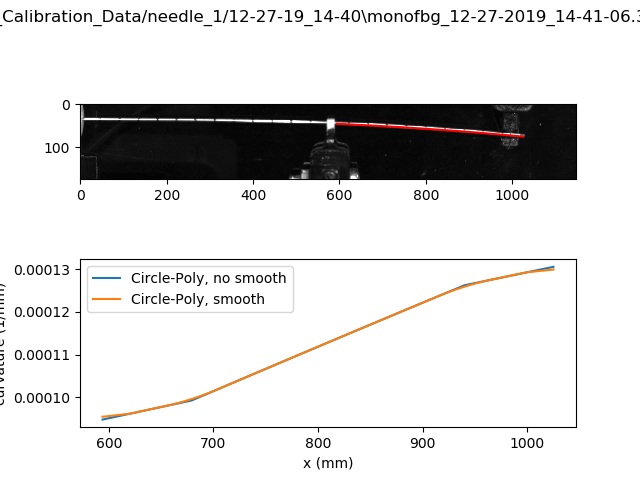 _Calibration_Data/needle_1/12-27-19_14-40\monofbg_12-27-2019_14-41-06.3
0
100
0 200 400 600 800 1000
Circle-Poly, no smooth
Circle-Poly, smooth
0.00013
0.00012
0.00011
0.00010
curvature (1/mm)
600 700 800 900 1000
x (mm)